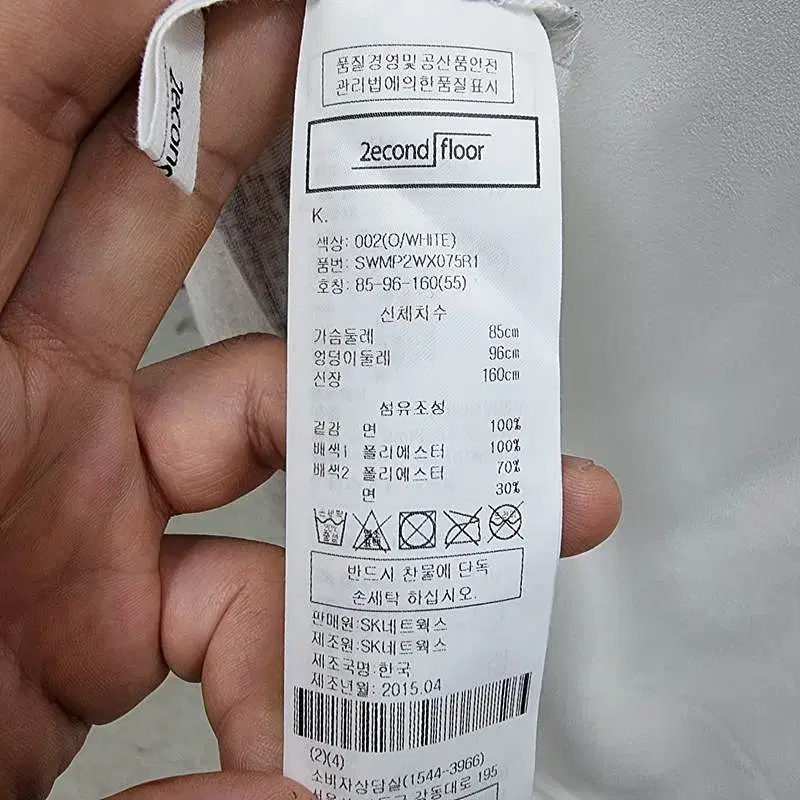 2econd
품질경영및공산품안전
관리법에의한품질표시
2econd floor
K.
색상: 002(O/WHITE)
품번: SWMP2WX075R1
호칭: 85-96-160(55)
신체치수
가슴둘레 85cm
엉덩이둘레 96cm
신장 160cm
섬유조성
겉감 면 100%
배색1 폴리에스터 100%
배색2 폴리에스터 70%
면 30%
반드시 찬물에 단독
손세탁 하십시오.
판매원:SK네트웍스
제조원:SK네트웍스
제조국명:한국
제조년월: 2015.04
(2)(4)
소비자상담실(1544-3966)
강동대로 195